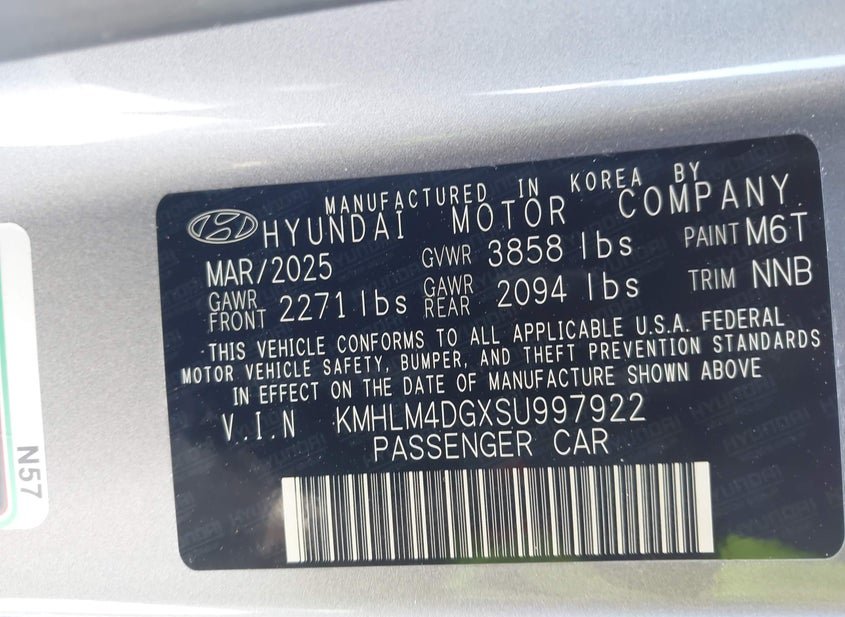 MANUFACTURED IN KOREA BY
HYUNDAI MOTOR COMPANY
MAR/2025 GVWR 3858 lbs PAINT M6T
GAWR FRONT 2271 lbs GAWR REAR 2094 lbs TRIM NNB
THIS VEHICLE CONFORMS TO ALL APPLICABLE U.S.A. FEDERAL
MOTOR VEHICLE SAFETY, BUMPER, AND THEFT PREVENTION STANDARDS
IN EFFECT ON THE DATE OF MANUFACTURE SHOWN ABOVE
V.I.N KMHLM4DGXSU997922
PASSENGER CAR
N57